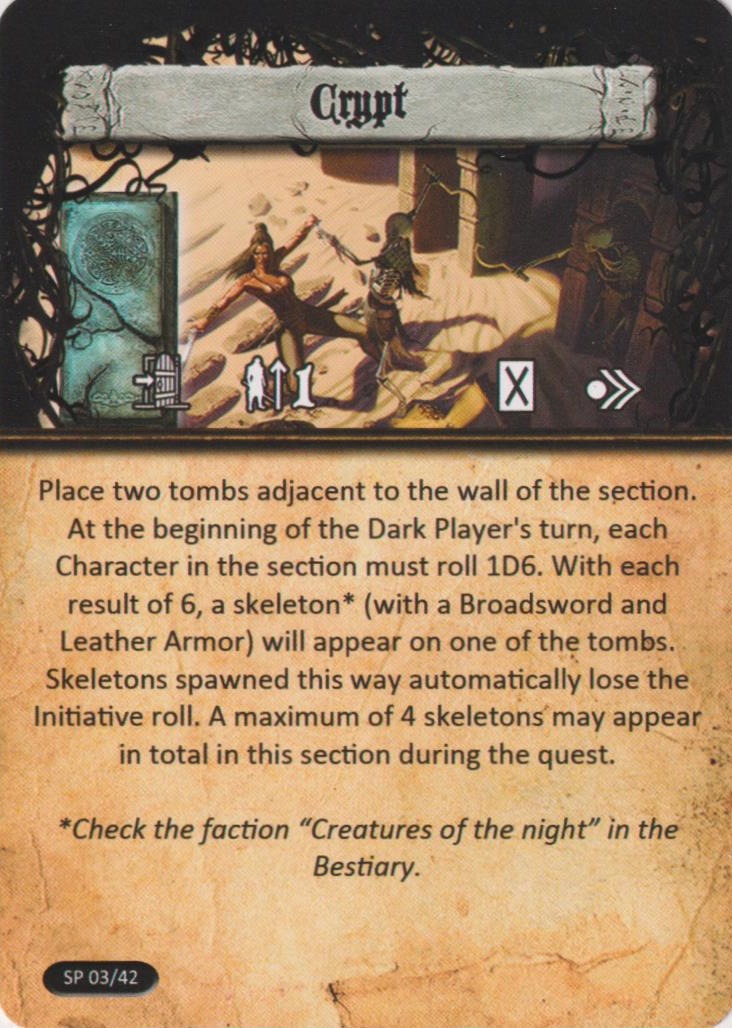 Crypt
1
X
Place two tombs adjacent to the wall of the section.
At the beginning of the Dark Player's turn, each
Character in the section must roll 1D6. With each
result of 6, a skeleton* (with a Broadsword and
Leather Armor) will appear on one of the tombs.
Skeletons spawned this way automatically lose the
Initiative roll. A maximum of 4 skeletons may appear
in total in this section during the quest.
*Check the faction “Creatures of the night” in the
Bestiary.
SP 03/42